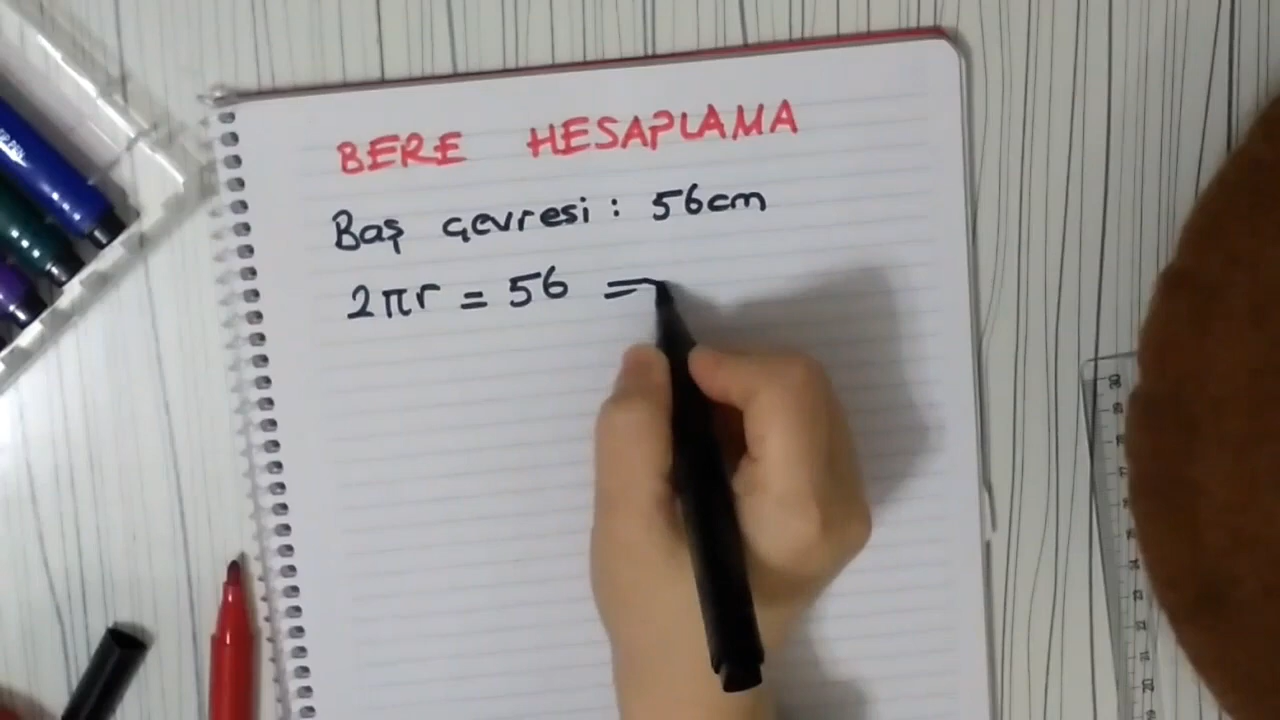 BERE HESAPLAMA
Baş çevresi : 56cm
2πr = 56 =